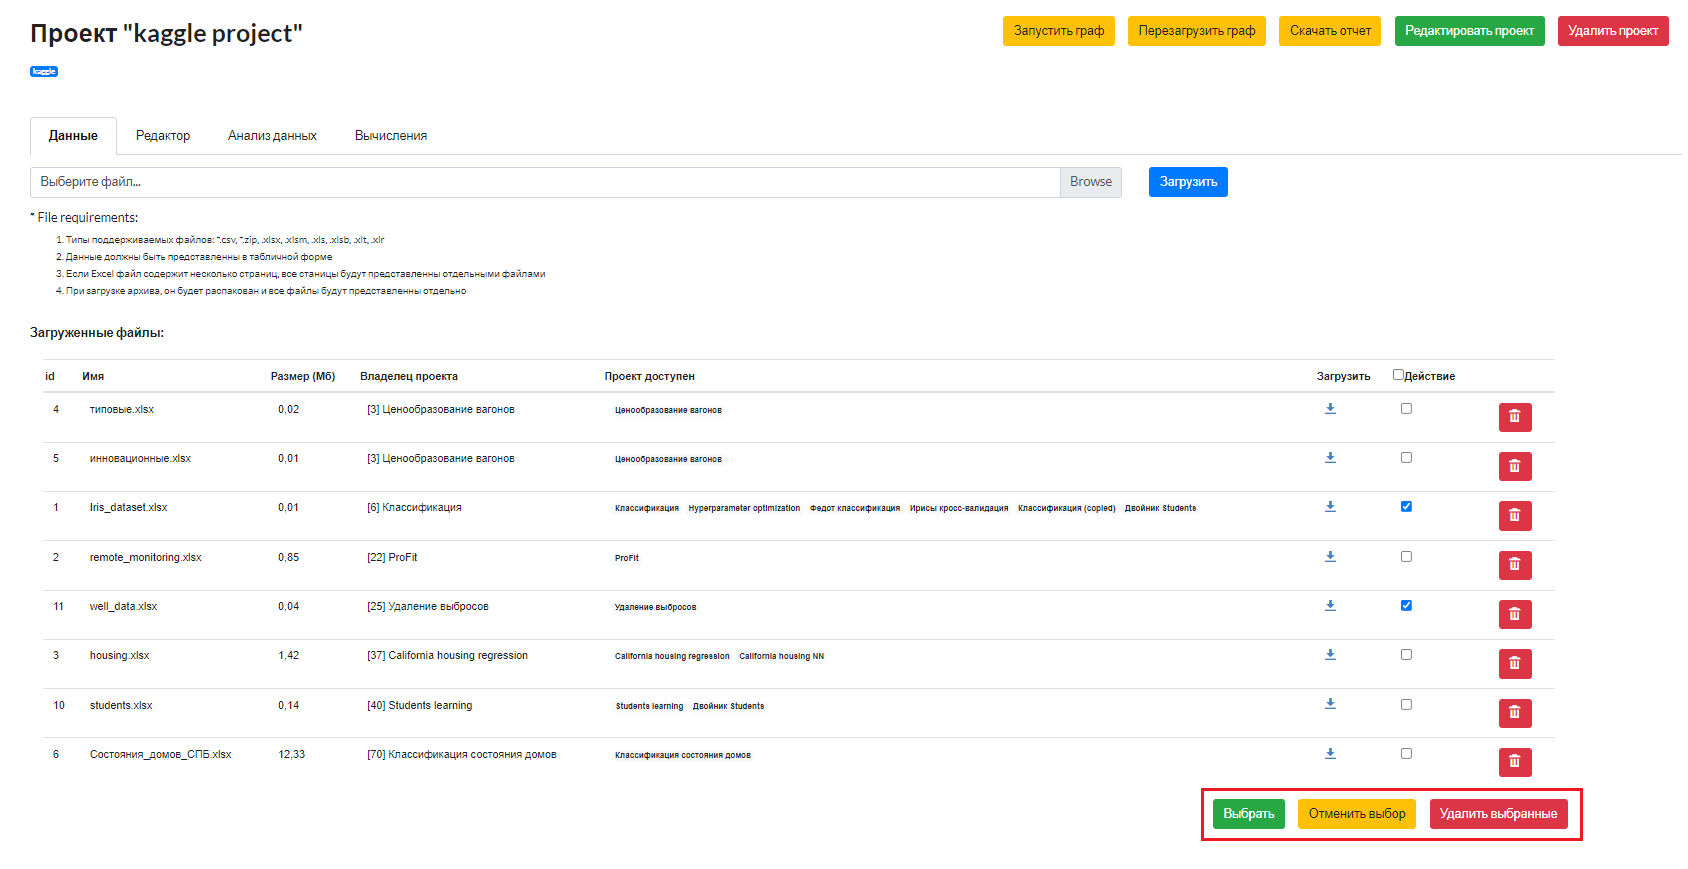 Проект "kaggle project"
Запустить граф Перезагрузить граф Скачать отчет Редактировать проект Удалить проект
kaggle
Данные Редактор Анализ данных Вычисления
Выберите файл... Browse Загрузить
* File requirements:
1. Типы поддерживаемых файлов: *.csv, *.zip, .xlsx, .xlsm, .xls, .xlsb, .xlt, .xlr
2. Данные должны быть представленны в табличной форме
3. Если Excel файл содержит несколько страниц, все станицы будут представленны отдельными файлами
4. При загрузке архива, он будет распакован и все файлы будут представленны отдельно
Загруженные файлы:
id Имя Размер (Мб) Владелец проекта Проект доступен Загрузить Действие
4 типовые.xlsx 0,02 [3] Ценообразование вагонов Ценообразование вагонов
5 инновационные.xlsx 0,01 [3] Ценообразование вагонов Ценообразование вагонов
1 Iris_dataset.xlsx 0,01 [6] Классификация Классификация Hyperparameter optimization Федот классификация Ирисы кросс-валидация Классификация (copied) Двойник Students
2 remote_monitoring.xlsx 0,85 [22] ProFit ProFit
11 well_data.xlsx 0,04 [25] Удаление выбросов Удаление выбросов
3 housing.xlsx 1,42 [37] California housing regression California housing regression California housing NN
10 students.xlsx 0,14 [40] Students learning Students learning Двойник Students
6 Состояния_домов_СПБ.xlsx 12,33 [70] Классификация состояния домов Классификация состояния домов
Выбрать Отменить выбор Удалить выбранные